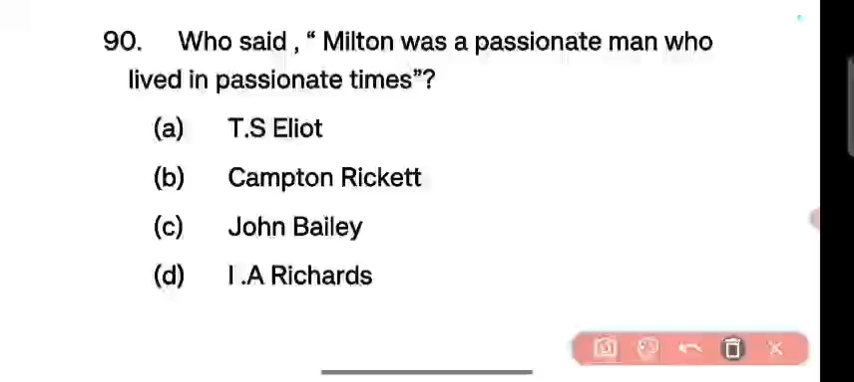 90. Who said , “ Milton was a passionate man who
lived in passionate times”?
(a) T.S Eliot
(b) Campton Rickett
(c) John Bailey
(d) I .A Richards